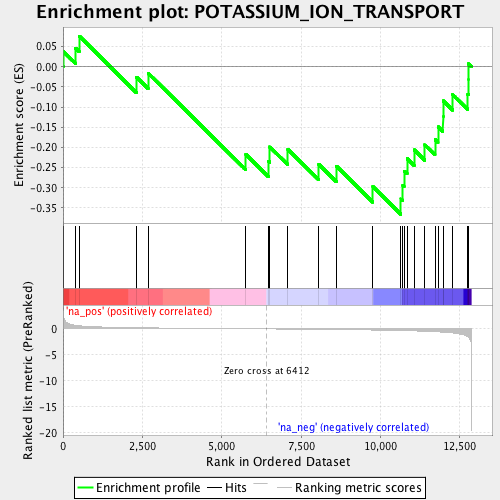 Enrichment plot: POTASSIUM_ION_TRANSPORT
Enrichment score (ES)
0.05
0.00
-0.05
-0.10
-0.15
-0.20
-0.25
-0.30
-0.35
'na_pos' (positively correlated)
Ranked list metric (PreRanked)
0
-5
-10
-15
-20
Zero cross at 6412
'na_neg' (negatively correlated)
0
2,500
5,000
7,500
10,000
12,500
Rank in Ordered Dataset
Enrichment profile
Hits
Ranking metric scores